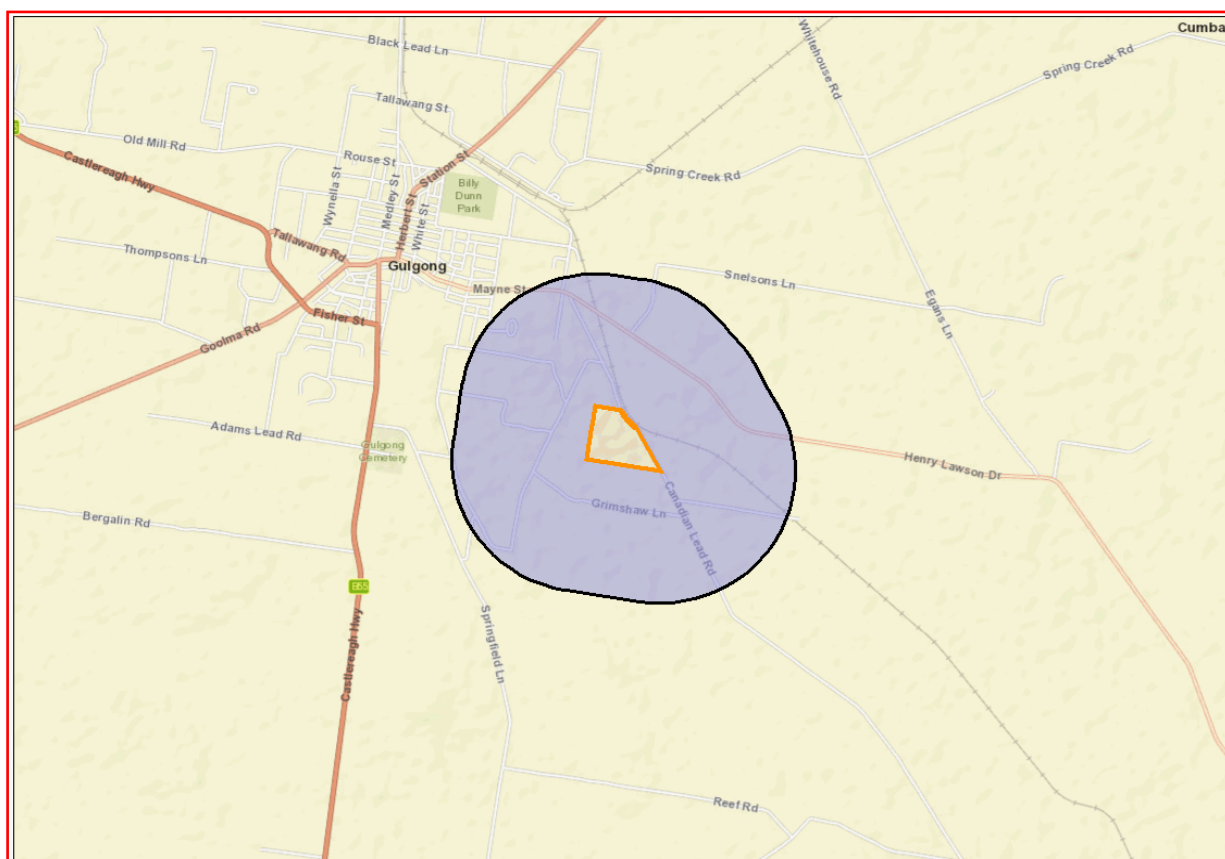 Cumba
Black Lead Ln
Whitehouse Rd
Spring Creek Rd
Tallawang St
Old Mill Rd
Castlereagh Hwy
Rouse St
Station St
Spring Creek Rd
Wynella St
Medley St
Herbert St
White St
Billy
Dunn
Park
Tallawang Rd
Thompsons Ln
Gulgong
Mayne St
Snelsons Ln
Egans Ln
Fisher St
Goolma Rd
Adams Lead Rd
Gulgong
Cemetery
Henry Lawson Dr
Grimshaw Ln
Canadian Lead Rd
Bergalin Rd
B55
Springfield Ln
Castlereagh Hwy
Reef Rd